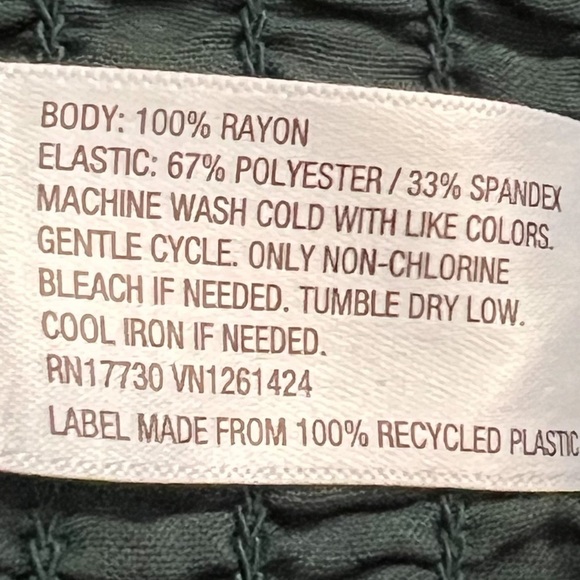 BODY: 100% RAYON
ELASTIC: 67% POLYESTER / 33% SPANDEX
MACHINE WASH COLD WITH LIKE COLORS.
GENTLE CYCLE. ONLY NON-CHLORINE
BLEACH IF NEEDED. TUMBLE DRY LOW.
COOL IRON IF NEEDED.
RN17730 VN1261424
LABEL MADE FROM 100% RECYCLED PLASTIC